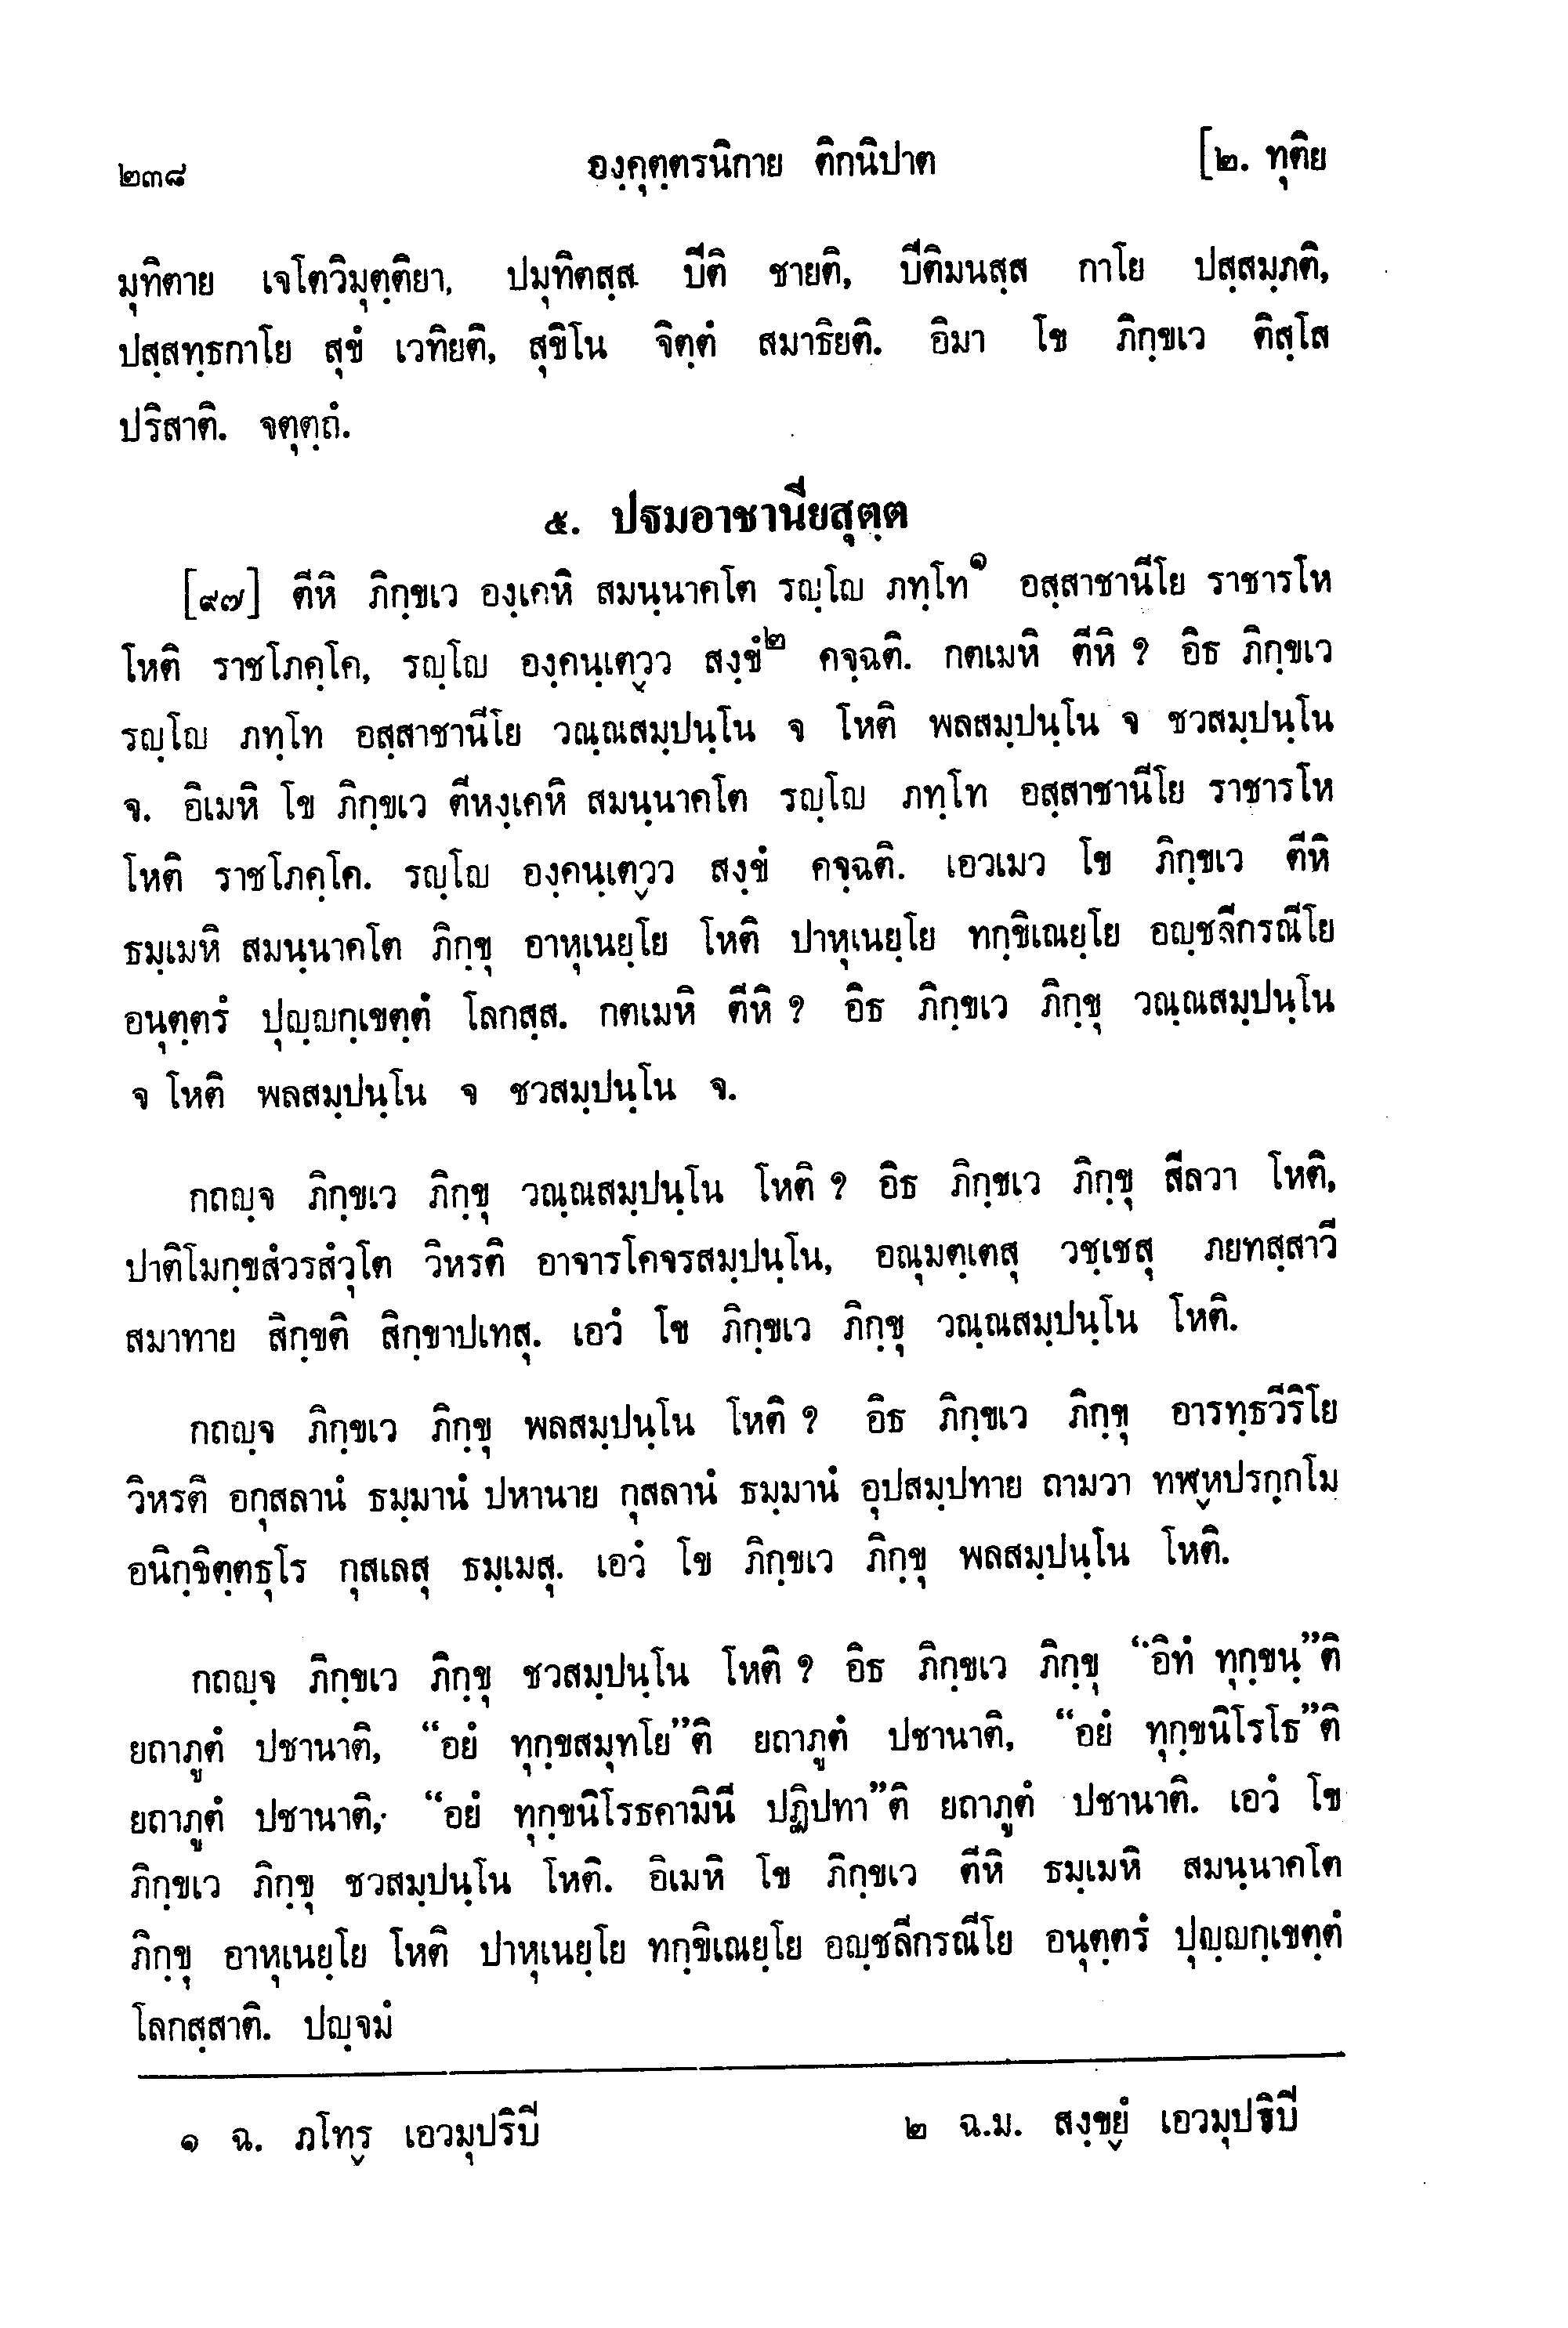 ๒๓๘ องฺคุตฺตรนิกาย ติกนิปาต [๒. ทุติย
มุทิตาย เจโตวิมุตฺติยา, ปมุทิตสฺส ปีติ ชายติ, ปีติมนสฺส กาโย ปสฺสมฺภติ,
ปสฺสทฺธกาโย สุขํ เวทิยติ, สุขิโน จิตฺตํ สมาธิยติ. อิมา โข ภิกฺขเว ติสฺโส
ปริสาติ. จตุตฺถํ.
๕. ปฐมอาชานียสุตฺต
[๙๗] ตีหิ ภิกฺขเว องฺเคหิ สมนฺนาคโต รญฺโญ ภทฺโท๑ อสฺสาชานีโย ราชารโห
โหติ ราชโภคฺโค, รญฺโญ องฺคนฺเตฺวว สงฺขํ๒ คจฺฉติ. กตเมหิ ตีหิ ? อิธ ภิกฺขเว
รญฺโญ ภทฺโท อสฺสาชานีโย วณฺณสมฺปนฺโน จ โหติ พลสมฺปนฺโน จ ชวสมฺปนฺโน
จ. อิเมหิ โข ภิกฺขเว ตีหงฺเคหิ สมนฺนาคโต รญฺโญ ภทฺโท อสฺสาชานีโย ราชารโห
โหติ ราชโภคฺโค. รญฺโญ องฺคนฺเตฺวว สงฺขํ คจฺฉติ. เอวเมว โข ภิกฺขเว ตีหิ
ธมฺเมหิ สมนฺนาคโต ภิกฺขุ อาหุเนยฺโย โหติ ปาหุเนยฺโย ทกฺขิเณยฺโย อญฺชลีกรณีโย
อนุตฺตรํ ปุญฺญกฺเขตฺตํ โลกสฺส. กตเมหิ ตีหิ ? อิธ ภิกฺขเว ภิกฺขุ วณฺณสมฺปนฺโน
จ โหติ พลสมฺปนฺโน จ ชวสมฺปนฺโน จ.
กถญฺจ ภิกฺขเว ภิกฺขุ วณฺณสมฺปนฺโน โหติ ? อิธ ภิกฺขเว ภิกฺขุ สีลวา โหติ,
ปาติโมกฺขสํวรสํวุโต วิหรติ อาจารโคจรสมฺปนฺโน, อณุมตฺเตสุ วชฺเชสุ ภยทสฺสาวี
สมาทาย สิกฺขติ สิกฺขาปเทสุ. เอวํ โข ภิกฺขเว ภิกฺขุ วณฺณสมฺปนฺโน โหติ.
กถญฺจ ภิกฺขเว ภิกฺขุ พลสมฺปนฺโน โหติ ? อิธ ภิกฺขเว ภิกฺขุ อารทฺธวีริโย
วิหรติ อกุสลานํ ธมฺมานํ ปหานาย กุสลานํ ธมฺมานํ อุปสมฺปทาย ถามวา ทฬฺหปรกฺกโม
อนิกฺขิตฺตธุโร กุสเลสุ ธมฺเมสุ. เอวํ โข ภิกฺขเว ภิกฺขุ พลสมฺปนฺโน โหติ.
กถญฺจ ภิกฺขเว ภิกฺขุ ชวสมฺปนฺโน โหติ ? อิธ ภิกฺขเว ภิกฺขุ “อิทํ ทุกฺขนฺ”ติ
ยถาภูตํ ปชานาติ, “อยํ ทุกฺขสมุทโย”ติ ยถาภูตํ ปชานาติ, “อยํ ทุกฺขนิโรโธ”ติ
ยถาภูตํ ปชานาติ, “อยํ ทุกฺขนิโรธคามินี ปฏิปทา”ติ ยถาภูตํ ปชานาติ. เอวํ โข
ภิกฺขเว ภิกฺขุ ชวสมฺปนฺโน โหติ. อิเมหิ โข ภิกฺขเว ตีหิ ธมฺเมหิ สมนฺนาคโต
ภิกฺขุ อาหุเนยฺโย โหติ ปาหุเนยฺโย ทกฺขิเณยฺโย อญฺชลีกรณีโย อนุตฺตรํ ปุญฺญกฺเขตฺตํ
โลกสฺสาติ. ปญฺจมํ
๑ ฉ. ภโทฺร เอวมุปริปี ๒ ฉ.ม. สงฺขฺยํ เอวมุปริปี